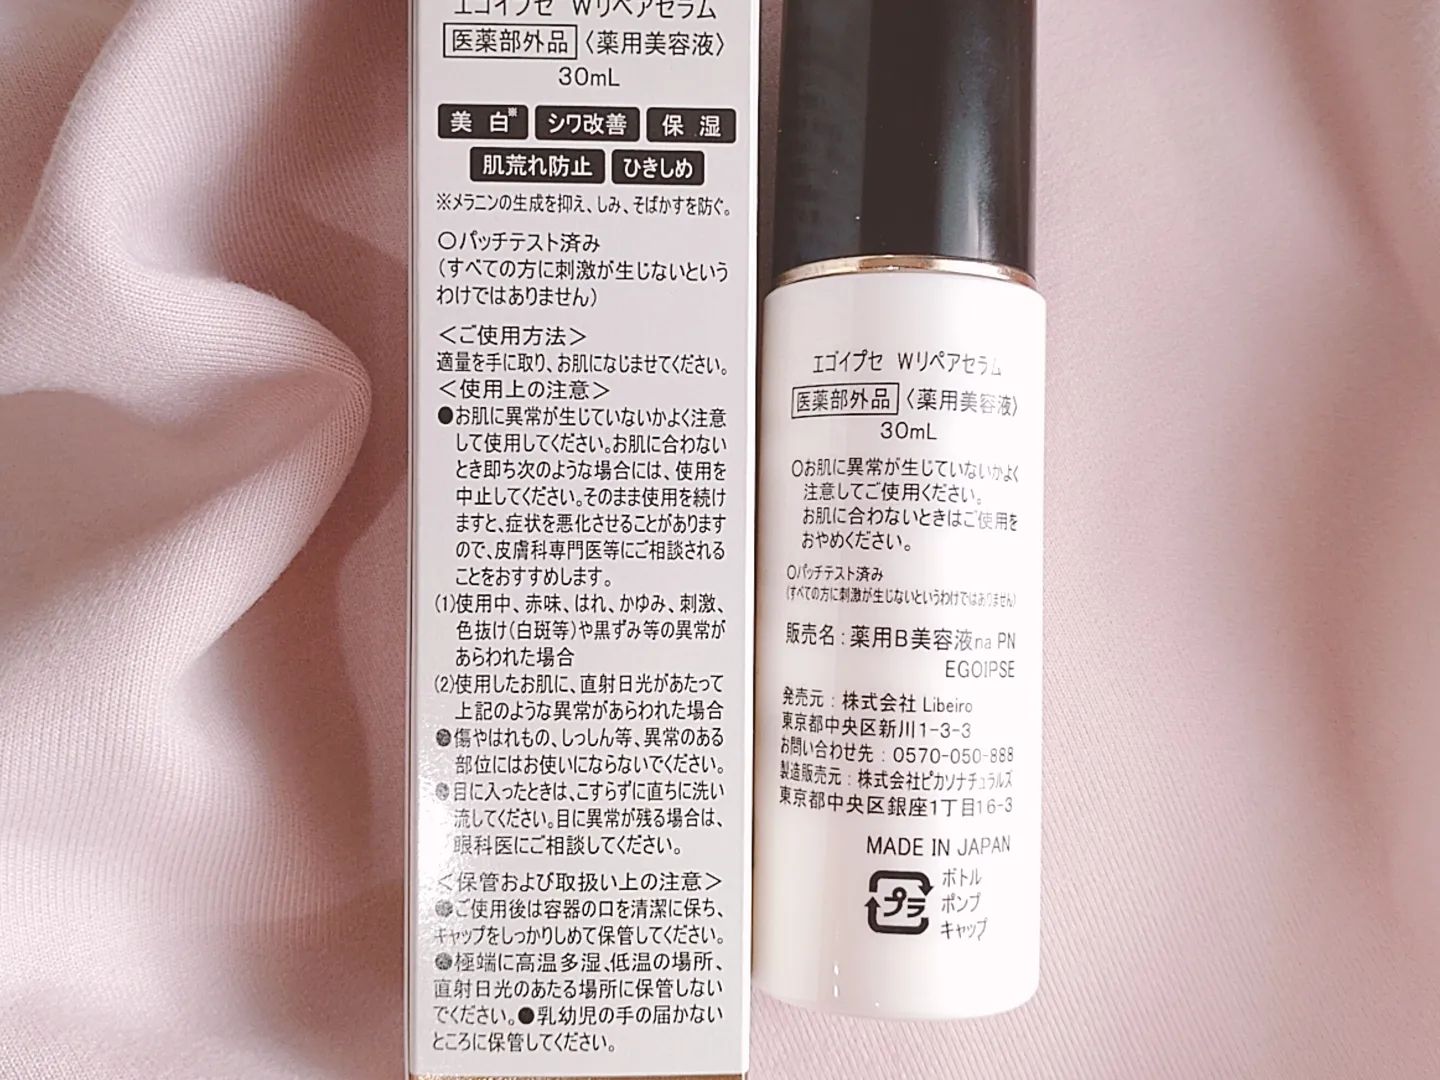 エゴイプセ Wリペアセラム
医薬部外品〈薬用美容液〉
30mL
美白※ シワ改善 保湿
肌荒れ防止 ひきしめ
※メラニンの生成を抑え、しみ、そばかすを防ぐ。
○パッチテスト済み
(すべての方に刺激が生じないという
わけではありません)
＜ご使用方法＞
適量を手に取り、お肌になじませてください。
＜使用上の注意＞
●お肌に異常が生じていないかよく注意
して使用してください。お肌に合わない
とき即ち次のような場合には、使用を
中止してください。そのまま使用を続け
ますと、症状を悪化させることがあります
ので、皮膚科専門医等にご相談される
ことをおすすめします。
(1)使用中、赤味、はれ、かゆみ、刺激、
色抜け(白斑等)や黒ずみ等の異常が
あらわれた場合
(2)使用したお肌に、直射日光があたって
上記のような異常があらわれた場合
●傷やはれもの、しっしん等、異常のある
部位にはお使いにならないでください。
●目に入ったときは、こすらずに直ちに洗い
流してください。目に異常が残る場合は、
眼科医にご相談してください。
＜保管および取扱い上の注意＞
●ご使用後は容器の口を清潔に保ち、
キャップをしっかりしめて保管してください。
●極端に高温多湿、低温の場所、
直射日光のあたる場所に保管しない
でください。●乳幼児の手の届かない
ところに保管してください。
エゴイプセ Wリペアセラム
医薬部外品〈薬用美容液〉
30mL
○お肌に異常が生じていないかよく
注意してご使用ください。
お肌に合わないときはご使用を
おやめください。
○パッチテスト済み
(すべての方に刺激が生じないというわけではありません)
販売名：薬用B美容液na PN
EGOIPSE
発売元：株式会社 Libeiro
東京都中央区新川1-3-3
お問い合わせ先：0570-050-888
製造販売元：株式会社ピカソナチュラルズ
東京都中央区銀座1丁目16-3
MADE IN JAPAN
プラ
ボトル
ポンプ
キャップ